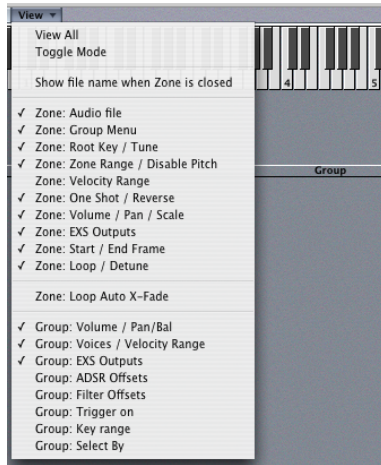 View
View All
Toggle Mode
Show file name when Zone is closed
✓ Zone: Audio file
✓ Zone: Group Menu
✓ Zone: Root Key / Tune
✓ Zone: Zone Range / Disable Pitch
Zone: Velocity Range
✓ Zone: One Shot / Reverse
✓ Zone: Volume / Pan / Scale
✓ Zone: EXS Outputs
✓ Zone: Start / End Frame
✓ Zone: Loop / Detune
Zone: Loop Auto X-Fade
✓ Group: Volume / Pan/Bal
✓ Group: Voices / Velocity Range
✓ Group: EXS Outputs
Group: ADSR Offsets
Group: Filter Offsets
Group: Trigger on
Group: Key range
Group: Select By
4
5
Group